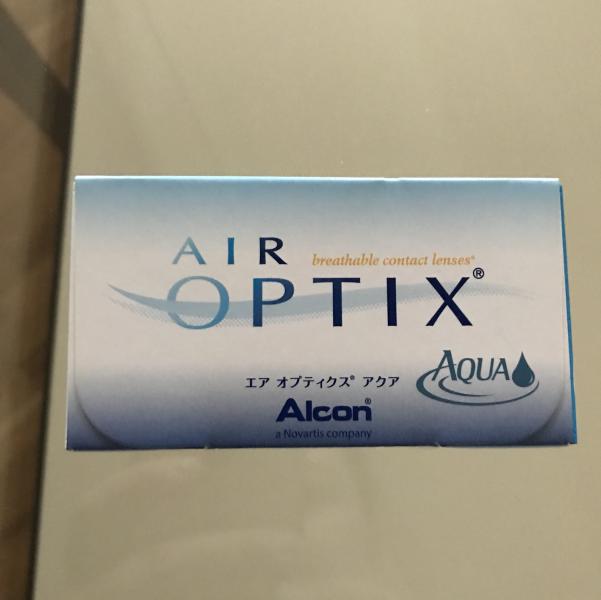 AIR
breathable contact lenses®
OPTIX®
エア オプティクス® アクア
AQUA
Alcon®
a Novartis company